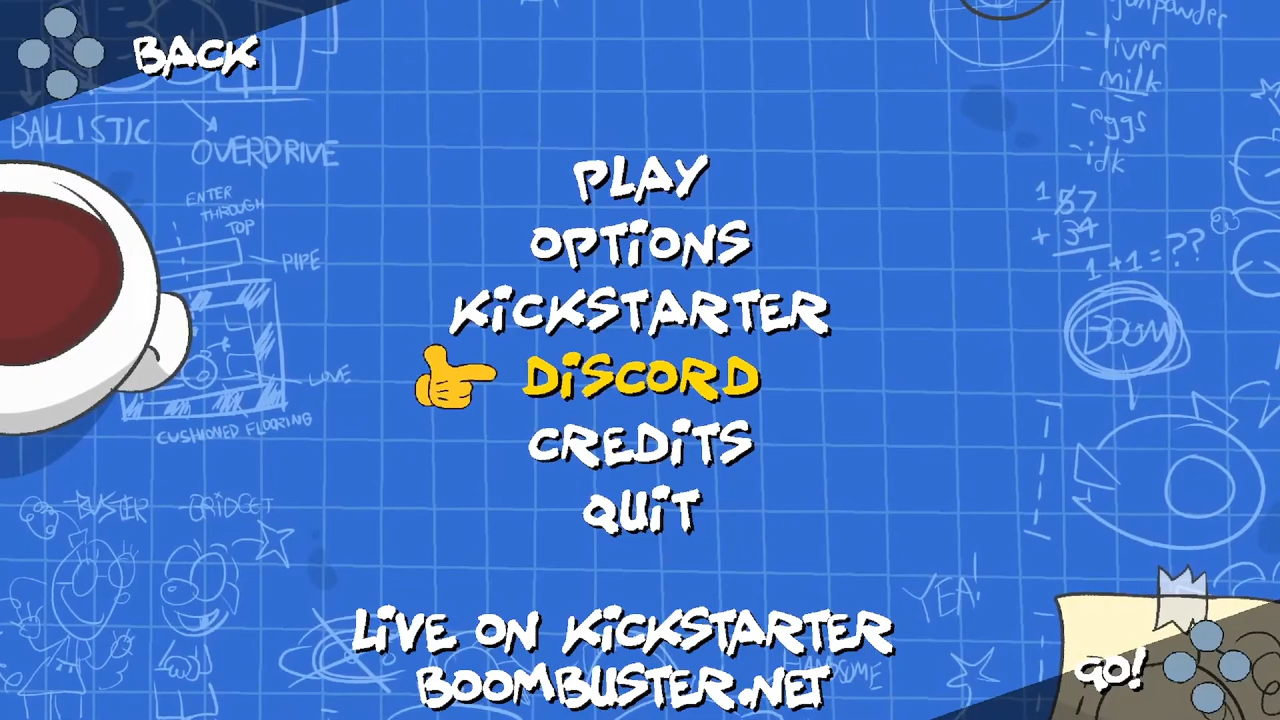 BACK
BALLISTIC
OVERDRIVE
gunpowder
-liver
-milk
-eggs
-idk
ENTER
THROUGH
TOP
PIPE
PLAY
OPTIONS
KICKSTARTER
DISCORD
CREDITS
QUIT
+ 34
1+1=??
BOOM
LOVE
CUSHIONED FLOORING
-BUSTER
-BRIDGET
YEA!
LIVE ON KICKSTARTER
BOOMBUSTER.NET
HANDSOME
GO!